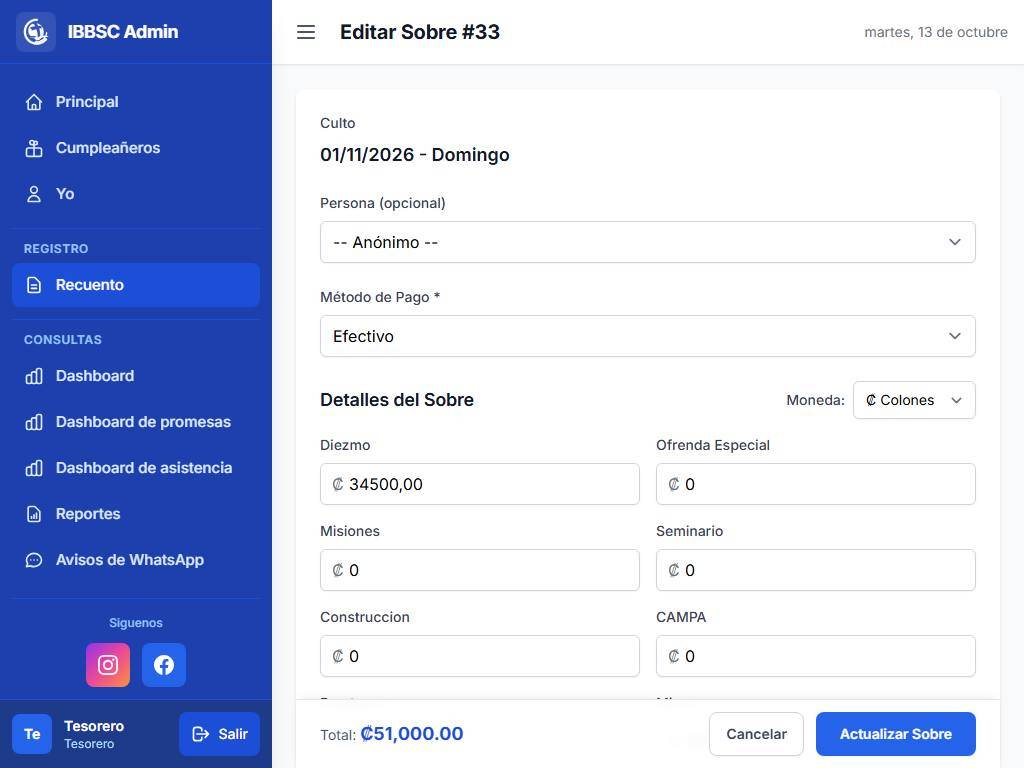 IBBSC Admin
Principal
Cumpleañeros
Yo
REGISTRO
Recuento
CONSULTAS
Dashboard
Dashboard de promesas
Dashboard de asistencia
Reportes
Avisos de WhatsApp
Siguenos
Te
Tesorero
Tesorero
Salir
Editar Sobre #33
martes, 13 de octubre
Culto
01/11/2026 - Domingo
Persona (opcional)
-- Anónimo --
Método de Pago *
Efectivo
Detalles del Sobre
Moneda:
₡ Colones
Diezmo
Ofrenda Especial
₡ 34500,00
₡ 0
Misiones
Seminario
₡ 0
₡ 0
Construccion
CAMPA
₡ 0
₡ 0
Total: ₡51,000.00
Cancelar
Actualizar Sobre